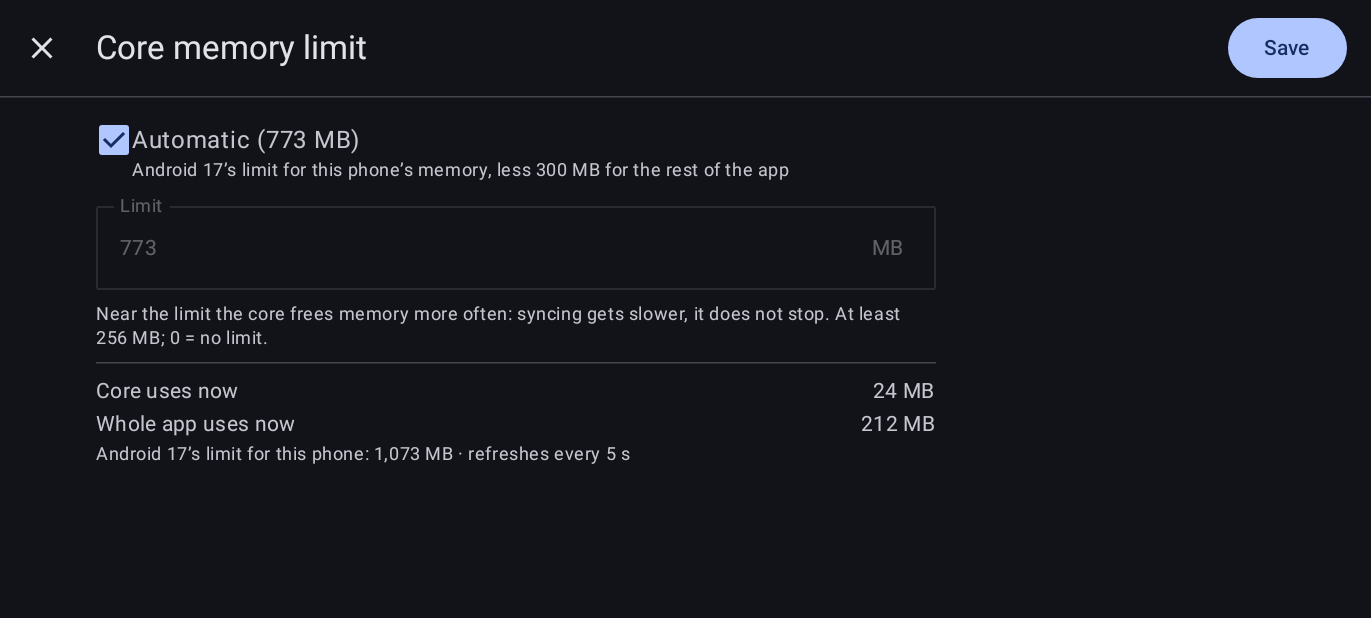 Core memory limit
Save
Automatic (773 MB)
Android 17’s limit for this phone’s memory, less 300 MB for the rest of the app
Limit
773 MB
Near the limit the core frees memory more often: syncing gets slower, it does not stop. At least
256 MB; 0 = no limit.
Core uses now 24 MB
Whole app uses now 212 MB
Android 17’s limit for this phone: 1,073 MB · refreshes every 5 s